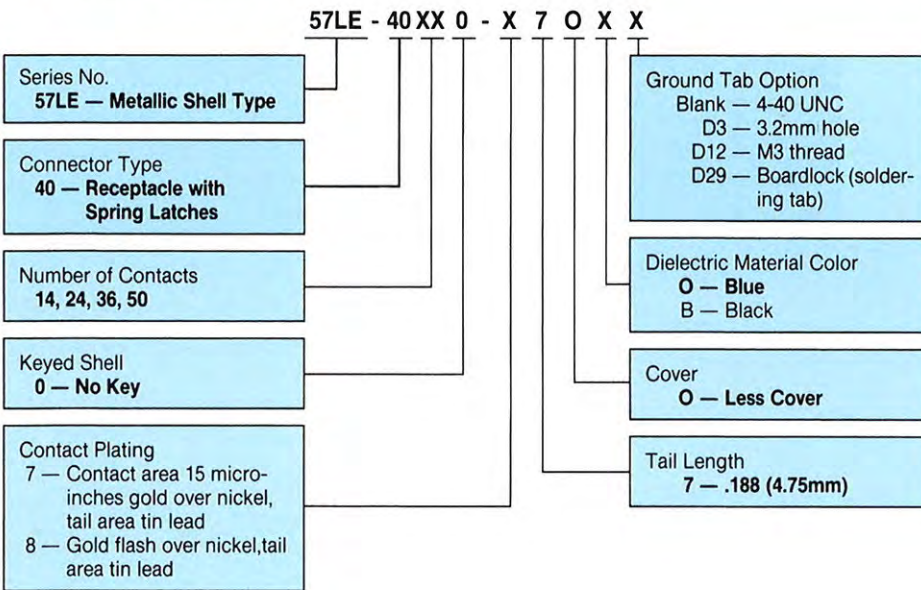 57LE - 40 XX 0 - X 7 O X X
Series No.
57LE — Metallic Shell Type
Connector Type
40 — Receptacle with
Spring Latches
Number of Contacts
14, 24, 36, 50
Keyed Shell
0 — No Key
Contact Plating
7 — Contact area 15 micro-
inches gold over nickel,
tail area tin lead
8 — Gold flash over nickel,tail
area tin lead
Ground Tab Option
Blank — 4-40 UNC
D3 — 3.2mm hole
D12 — M3 thread
D29 — Boardlock (solder-
ing tab)
Dielectric Material Color
O — Blue
B — Black
Cover
O — Less Cover
Tail Length
7 — .188 (4.75mm)